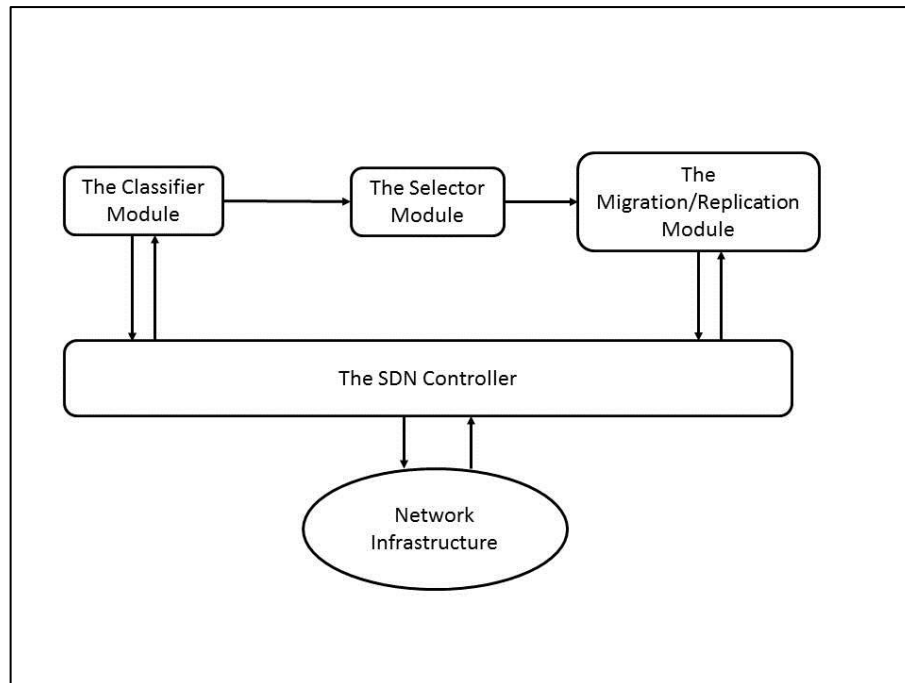 The Classifier
Module
The Selector
Module
The
Migration/Replication
Module
The SDN Controller
Network
Infrastructure